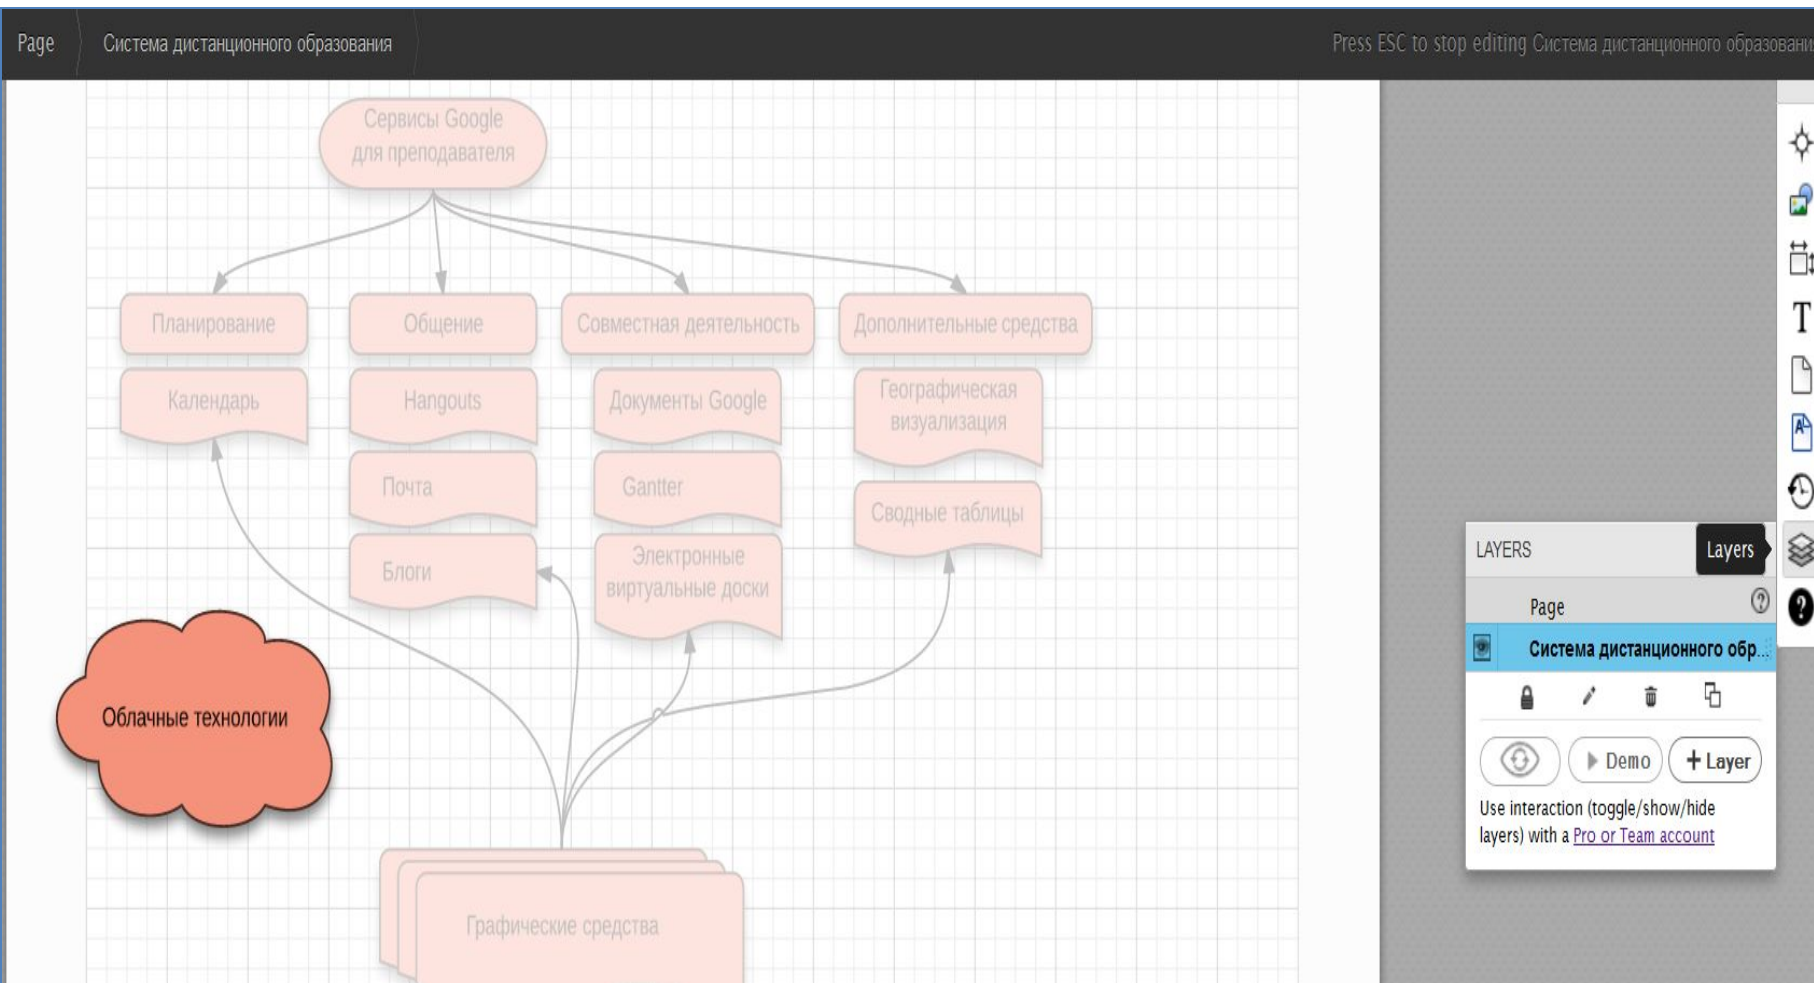 Page
Система дистанционного образования
Press ESC to stop editing Система дистанционного образования
Сервисы Google
для преподавателя
Планирование
Общение
Совместная деятельность
Дополнительные средства
Календарь
Hangouts
Документы Google
Географическая
визуализация
Почта
Gantter
Сводные таблицы
Блоги
Электронные
виртуальные доски
Облачные технологии
Графические средства
T
A
LAYERS
Layers
Page
?
?
Система дистанционного обр...
Demo
+ Layer
Use interaction (toggle/show/hide
layers) with a Pro or Team account